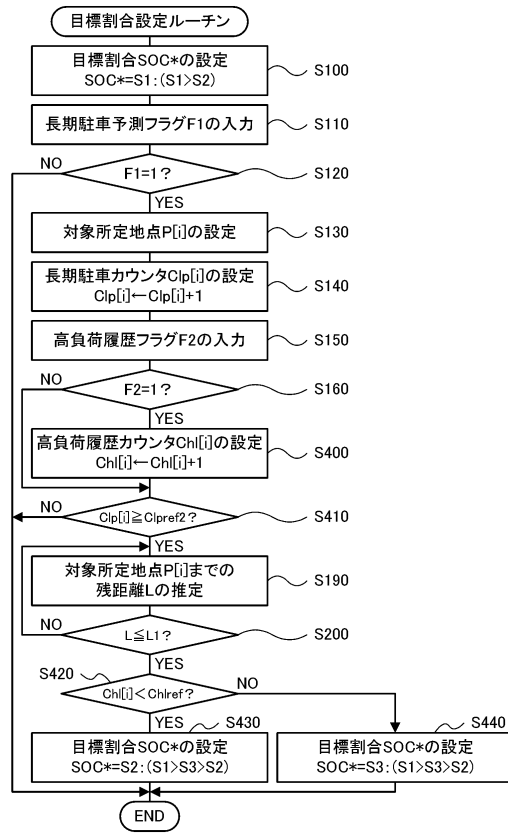 目標割合設定ルーチン
目標割合SOC*の設定
SOC*=S1:(S1>S2)
S100
長期駐車予測フラグF1の入力
S110
NO
F1=1?
S120
YES
対象所定地点P[i]の設定
S130
長期駐車カウンタClp[i]の設定
Clp[i]←Clp[i]+1
S140
高負荷履歴フラグF2の入力
S150
NO
F2=1?
S160
YES
高負荷履歴カウンタChl[i]の設定
Chl[i]←Chl[i]+1
S400
NO
Clp[i]≧Clpref2?
S410
YES
対象所定地点P[i]までの
残距離Lの推定
S190
NO
L≦L1?
S200
YES
S420
Chl[i]<Chlref?
NO
YES
S430
目標割合SOC*の設定
SOC*=S2:(S1>S3>S2)
S440
目標割合SOC*の設定
SOC*=S3:(S1>S3>S2)
END